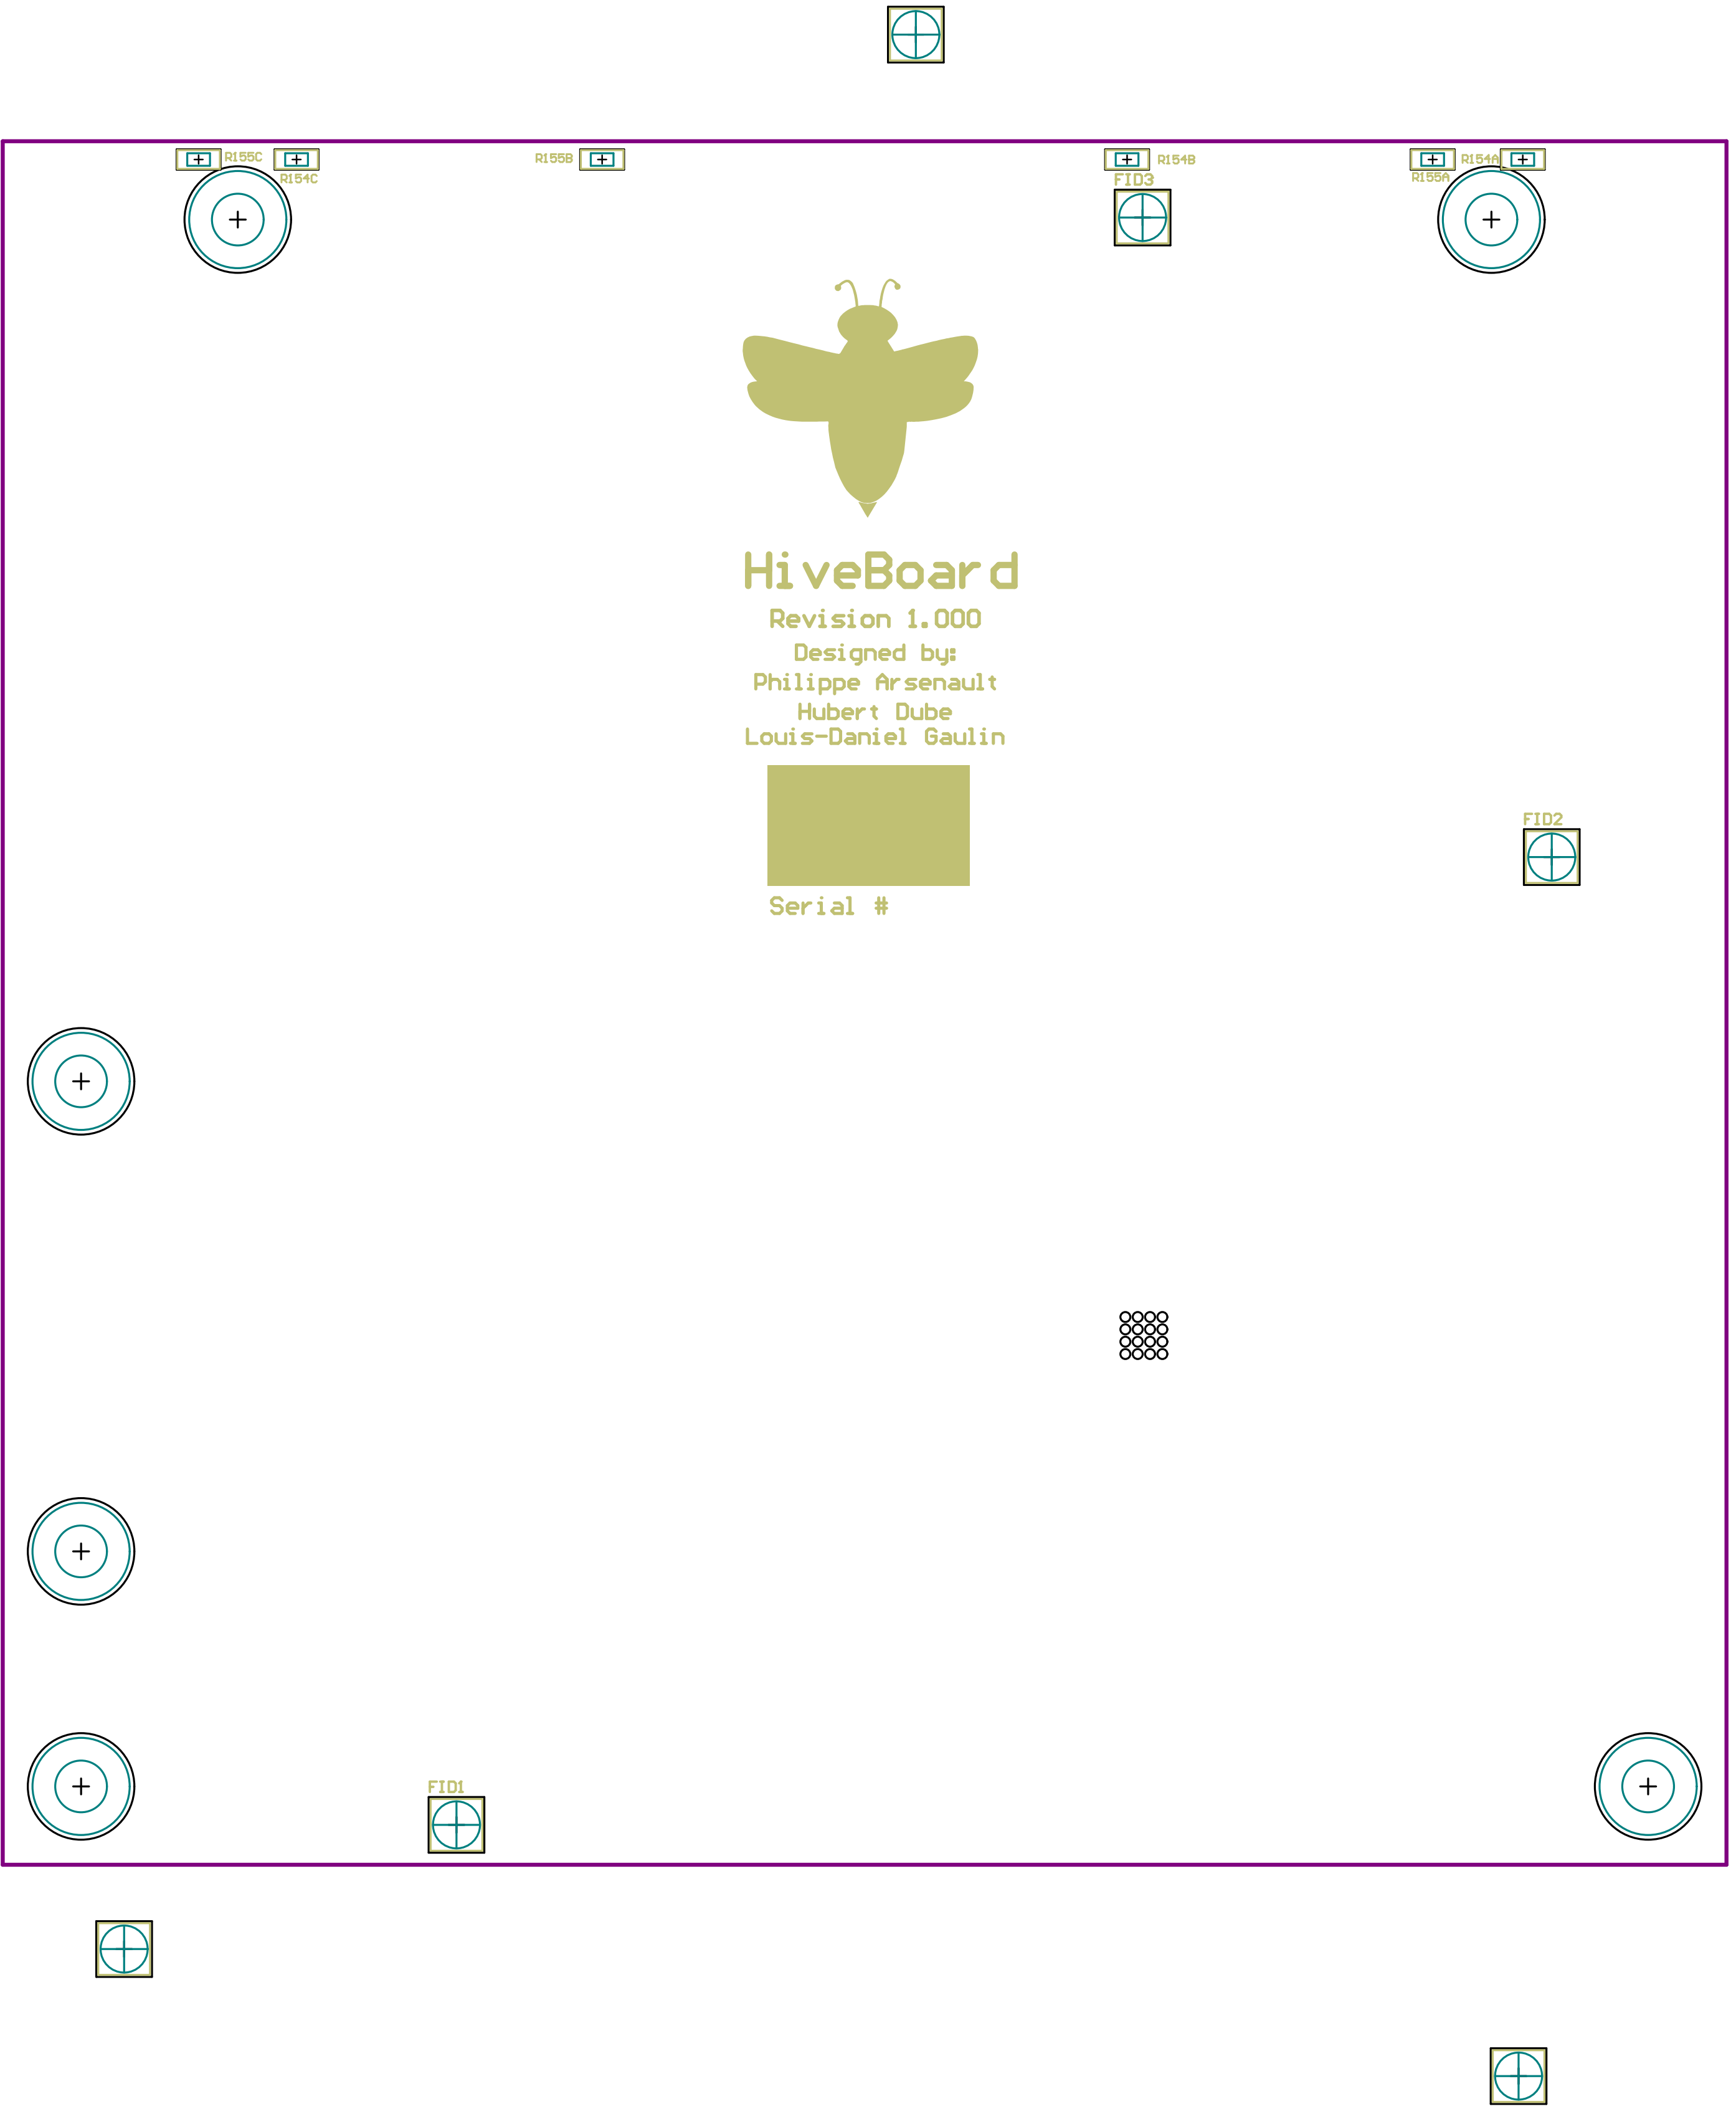 R155C
R154C
R155B
R154B
R154A
R155A
FID3
HiveBoard
Revision 1.000
Designed by:
Philippe Arsenault
Hubert Dube
Louis-Daniel Gaulin
FID2
Serial #
FID1